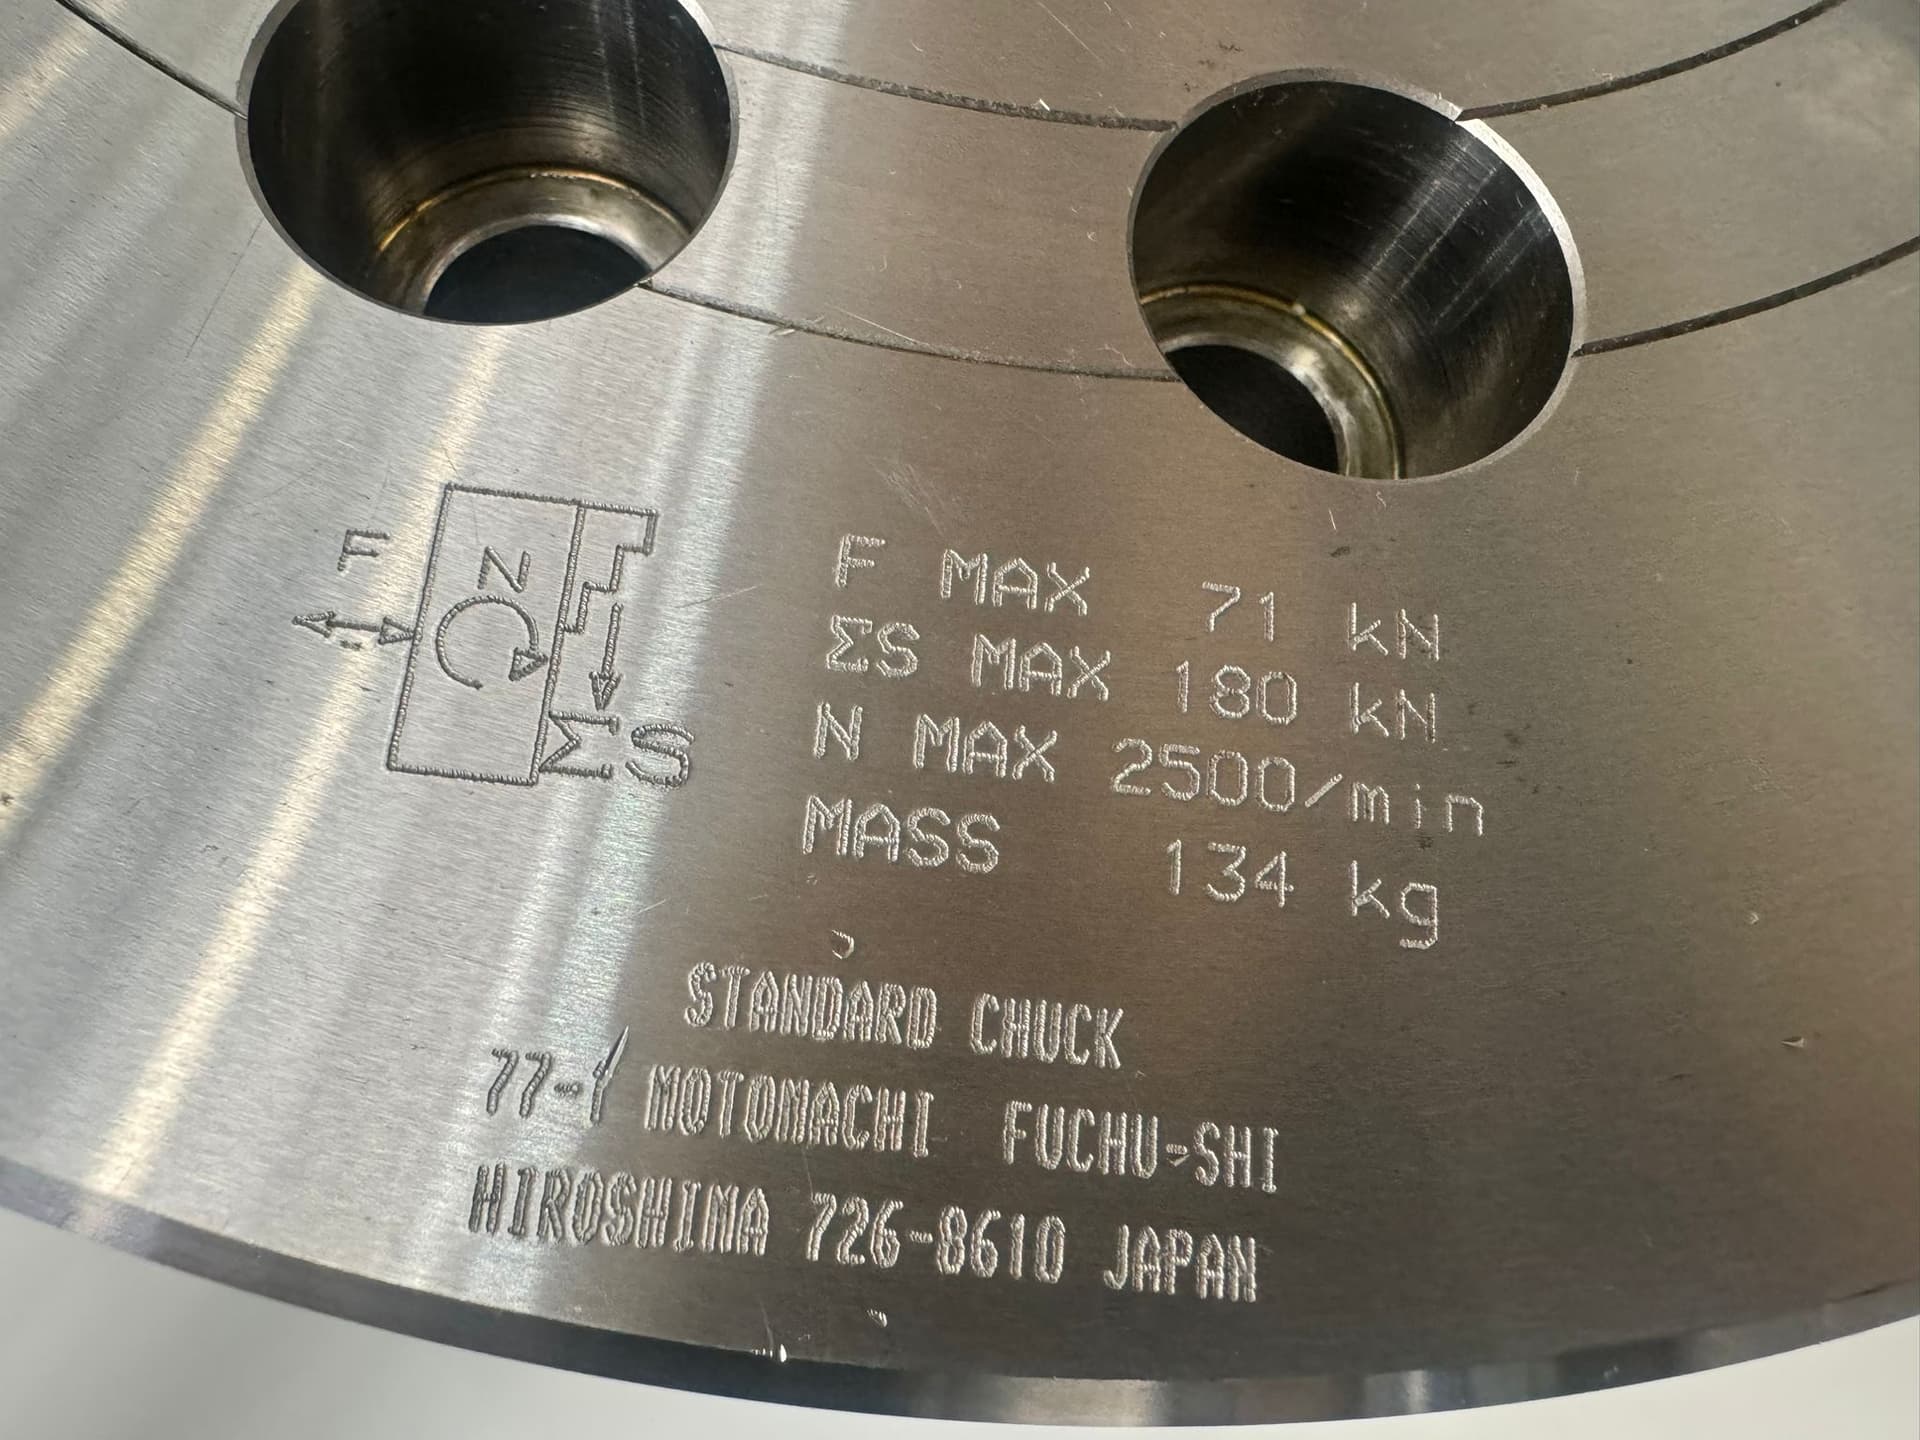 F
N
ΣS
F MAX 71 kN
ΣS MAX 180 kN
N MAX 2500/min
MASS 134 kg
STANDARD CHUCK
77-1 MOTOMACHI FUCHU-SHI
HIROSHIMA 726-8610 JAPAN